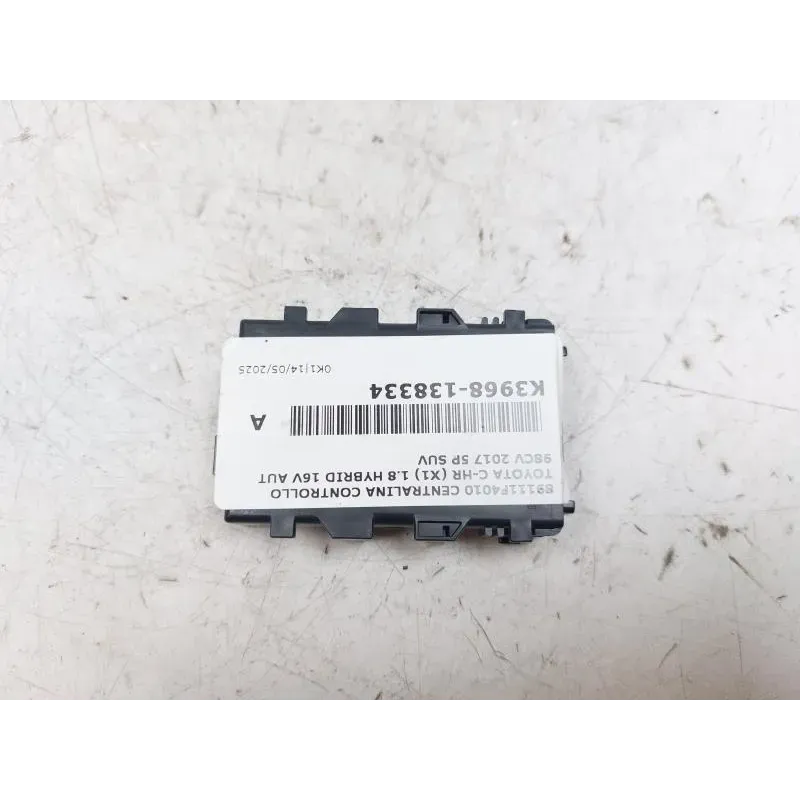 89111F4010 CENTRALINA CONTROLLO
TOYOTA C-HR (X1) 1.8 HYBRID 16V AUT
98CV 2017 5P SUV
A
K3968-138334
OK1|14/05/2025